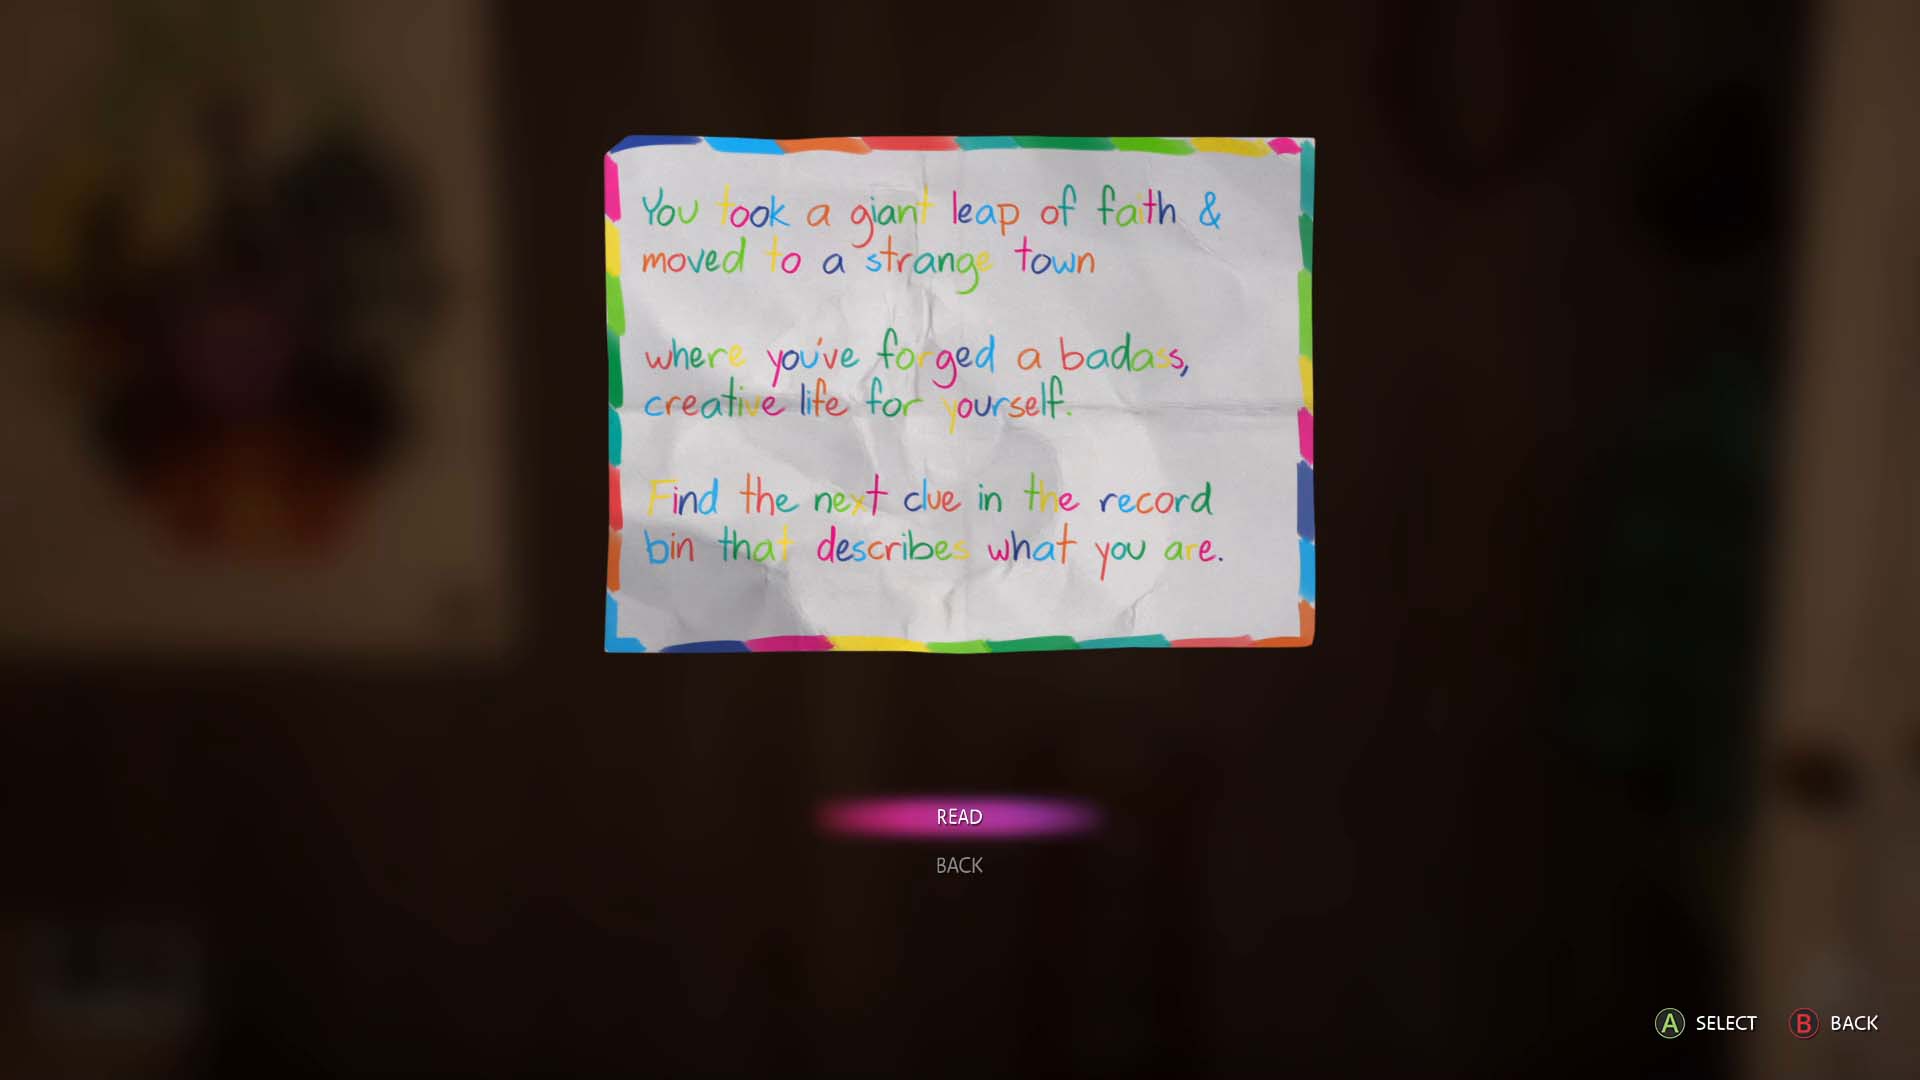 You took a giant leap of faith &
moved to a strange town
where you've forged a badass,
creative life for yourself.
Find the next clue in the record
bin that describes what you are.
READ
BACK
A SELECT B BACK